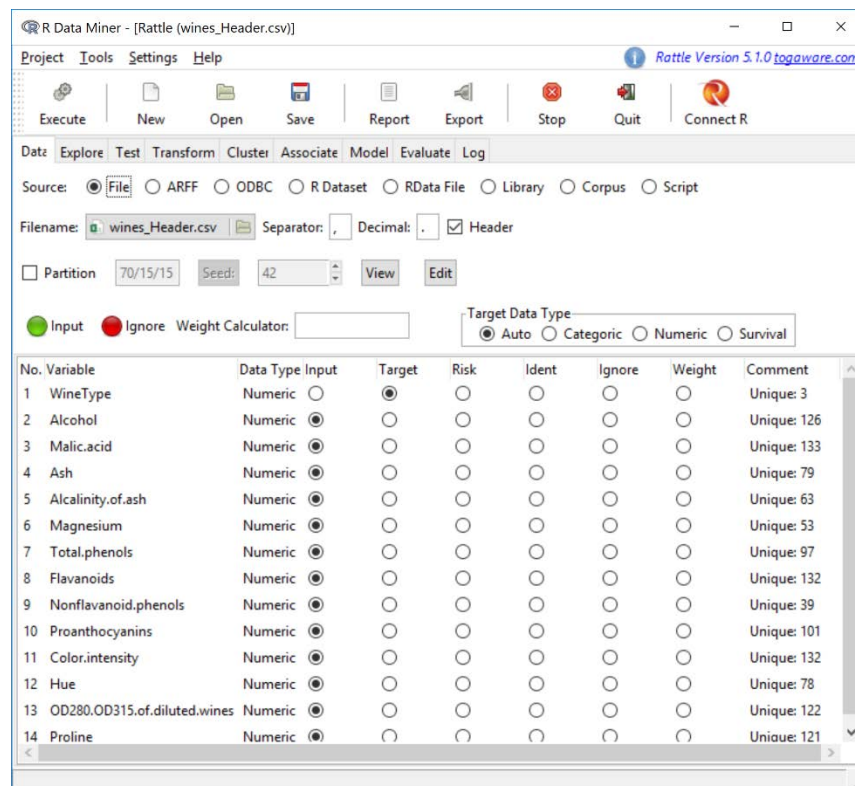 R Data Miner - [Rattle (wines_Header.csv)]
Project Tools Settings Help Rattle Version 5.1.0 togaware.com
Execute New Open Save Report Export Stop Quit Connect R
Data Explore Test Transform Cluster Associate Model Evaluate Log
Source: File ARFF ODBC R Dataset RData File Library Corpus Script
Filename: wines_Header.csv Separator: , Decimal: . Header
Partition 70/15/15 Seed: 42 View Edit
Target Data Type
Input Ignore Weight Calculator: Auto Categoric Numeric Survival
No. Variable Data Type Input Target Risk Ident Ignore Weight Comment
1 WineType Numeric Unique: 3
2 Alcohol Numeric Unique: 126
3 Malic.acid Numeric Unique: 133
4 Ash Numeric Unique: 79
5 Alcalinity.of.ash Numeric Unique: 63
6 Magnesium Numeric Unique: 53
7 Total.phenols Numeric Unique: 97
8 Flavanoids Numeric Unique: 132
9 Nonflavanoid.phenols Numeric Unique: 39
10 Proanthocyanins Numeric Unique: 101
11 Color.intensity Numeric Unique: 132
12 Hue Numeric Unique: 78
13 OD280.OD315.of.diluted.wines Numeric Unique: 122
14 Proline Numeric Unique: 121